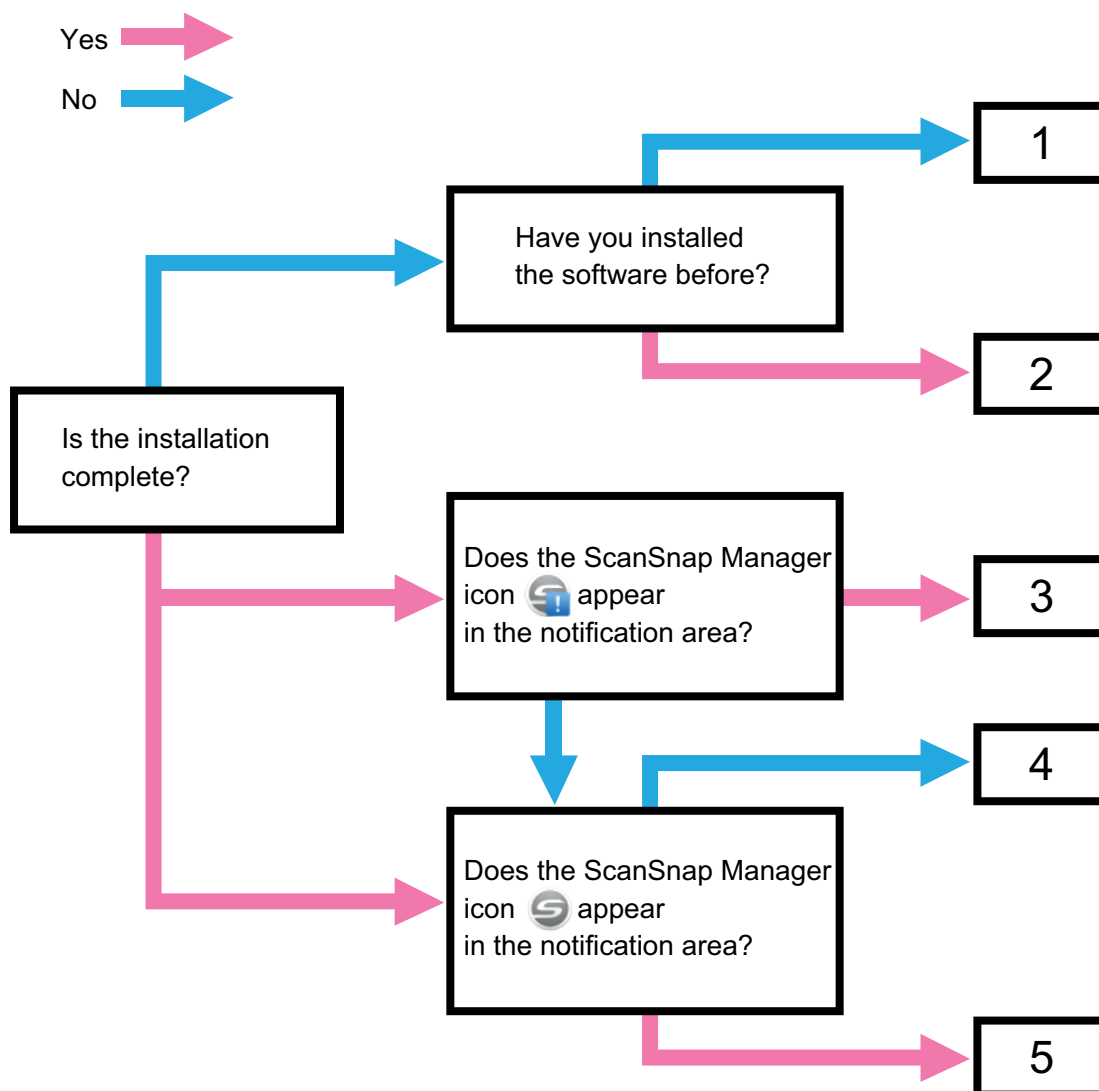 Yes
No
1
Have you installed
the software before?
2
Is the installation
complete?
Does the ScanSnap Manager
icon appear
in the notification area?
3
4
Does the ScanSnap Manager
icon appear
in the notification area?
5